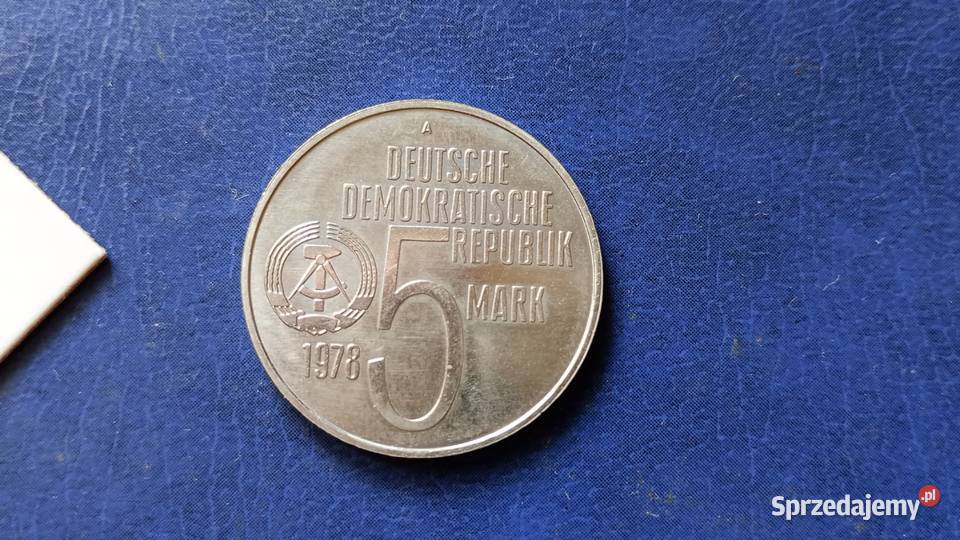 A
DEUTSCHE
DEMOKRATISCHE
REPUBLIK
5 MARK
1978
Sprzedajemy.pl